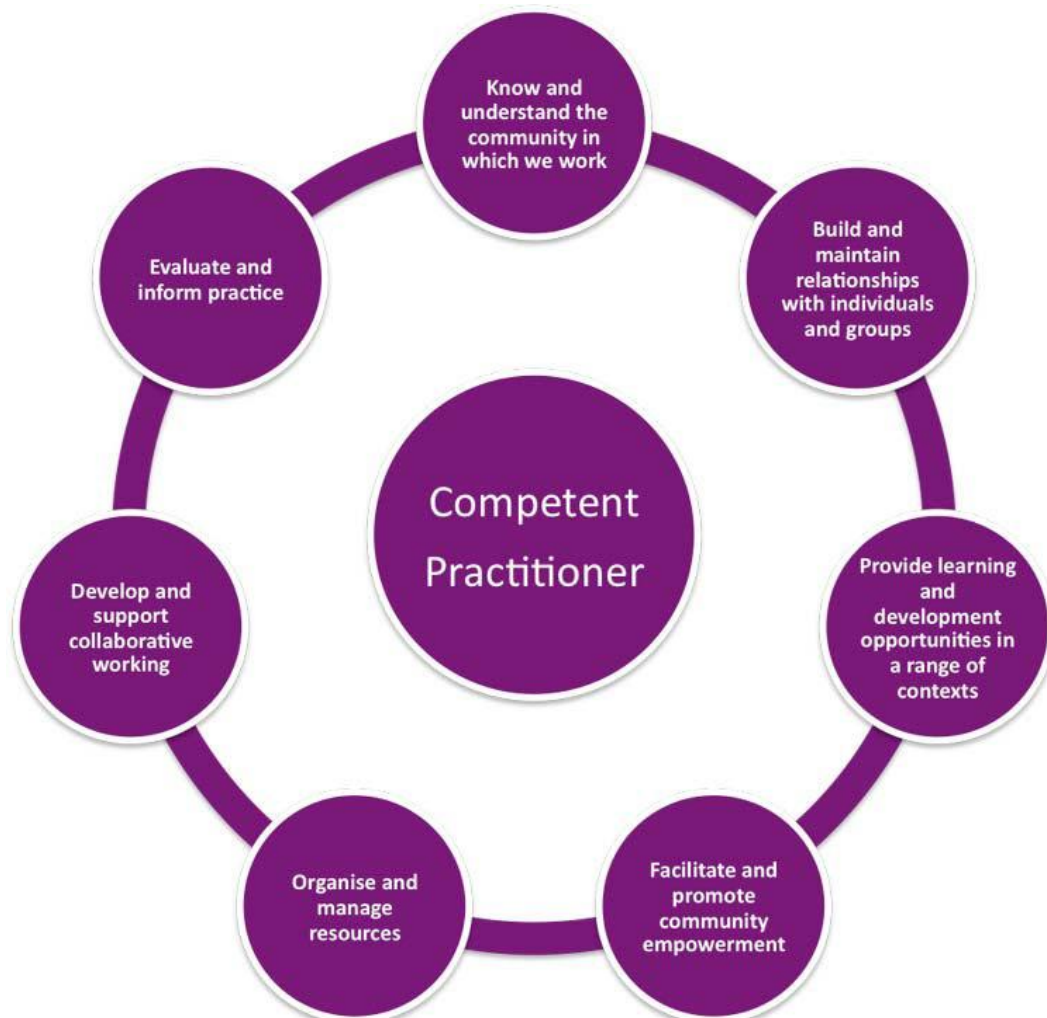 Know and
understand the
community in
which we work
Build and
maintain
relationships
with individuals
and groups
Provide learning
and
development
opportunities in
a range of
contexts
Facilitate and
promote
community
empowerment
Organise and
manage
resources
Develop and
support
collaborative
working
Evaluate and
inform practice
Competent
Practitioner